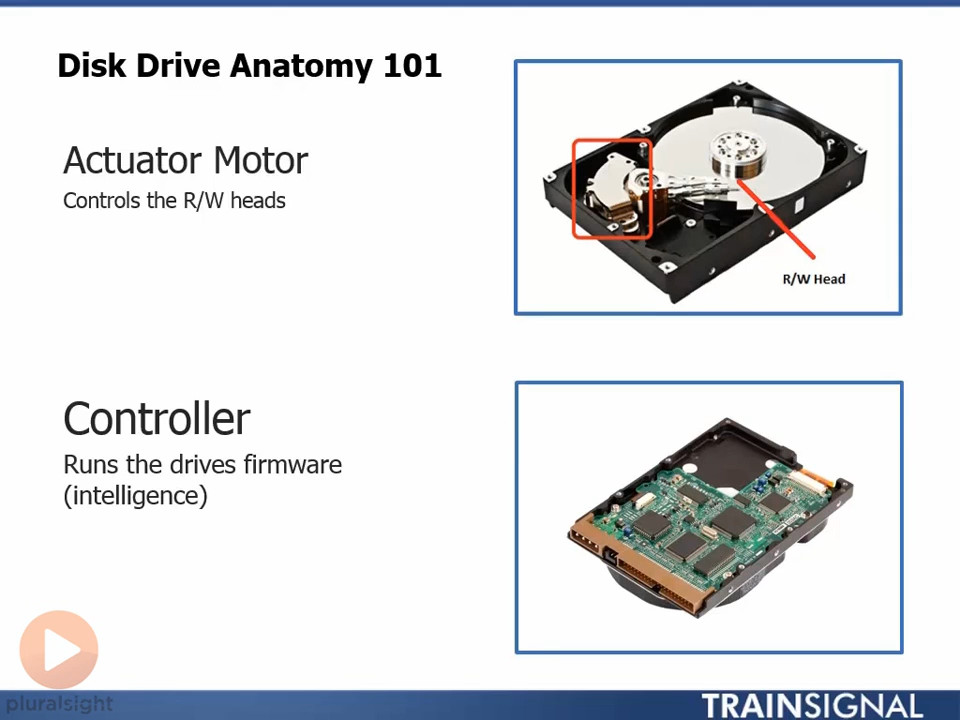 Disk Drive Anatomy 101
Actuator Motor
Controls the R/W heads
R/W Head
Controller
Runs the drives firmware
(intelligence)
pluralsight
TRAINSIGNAL